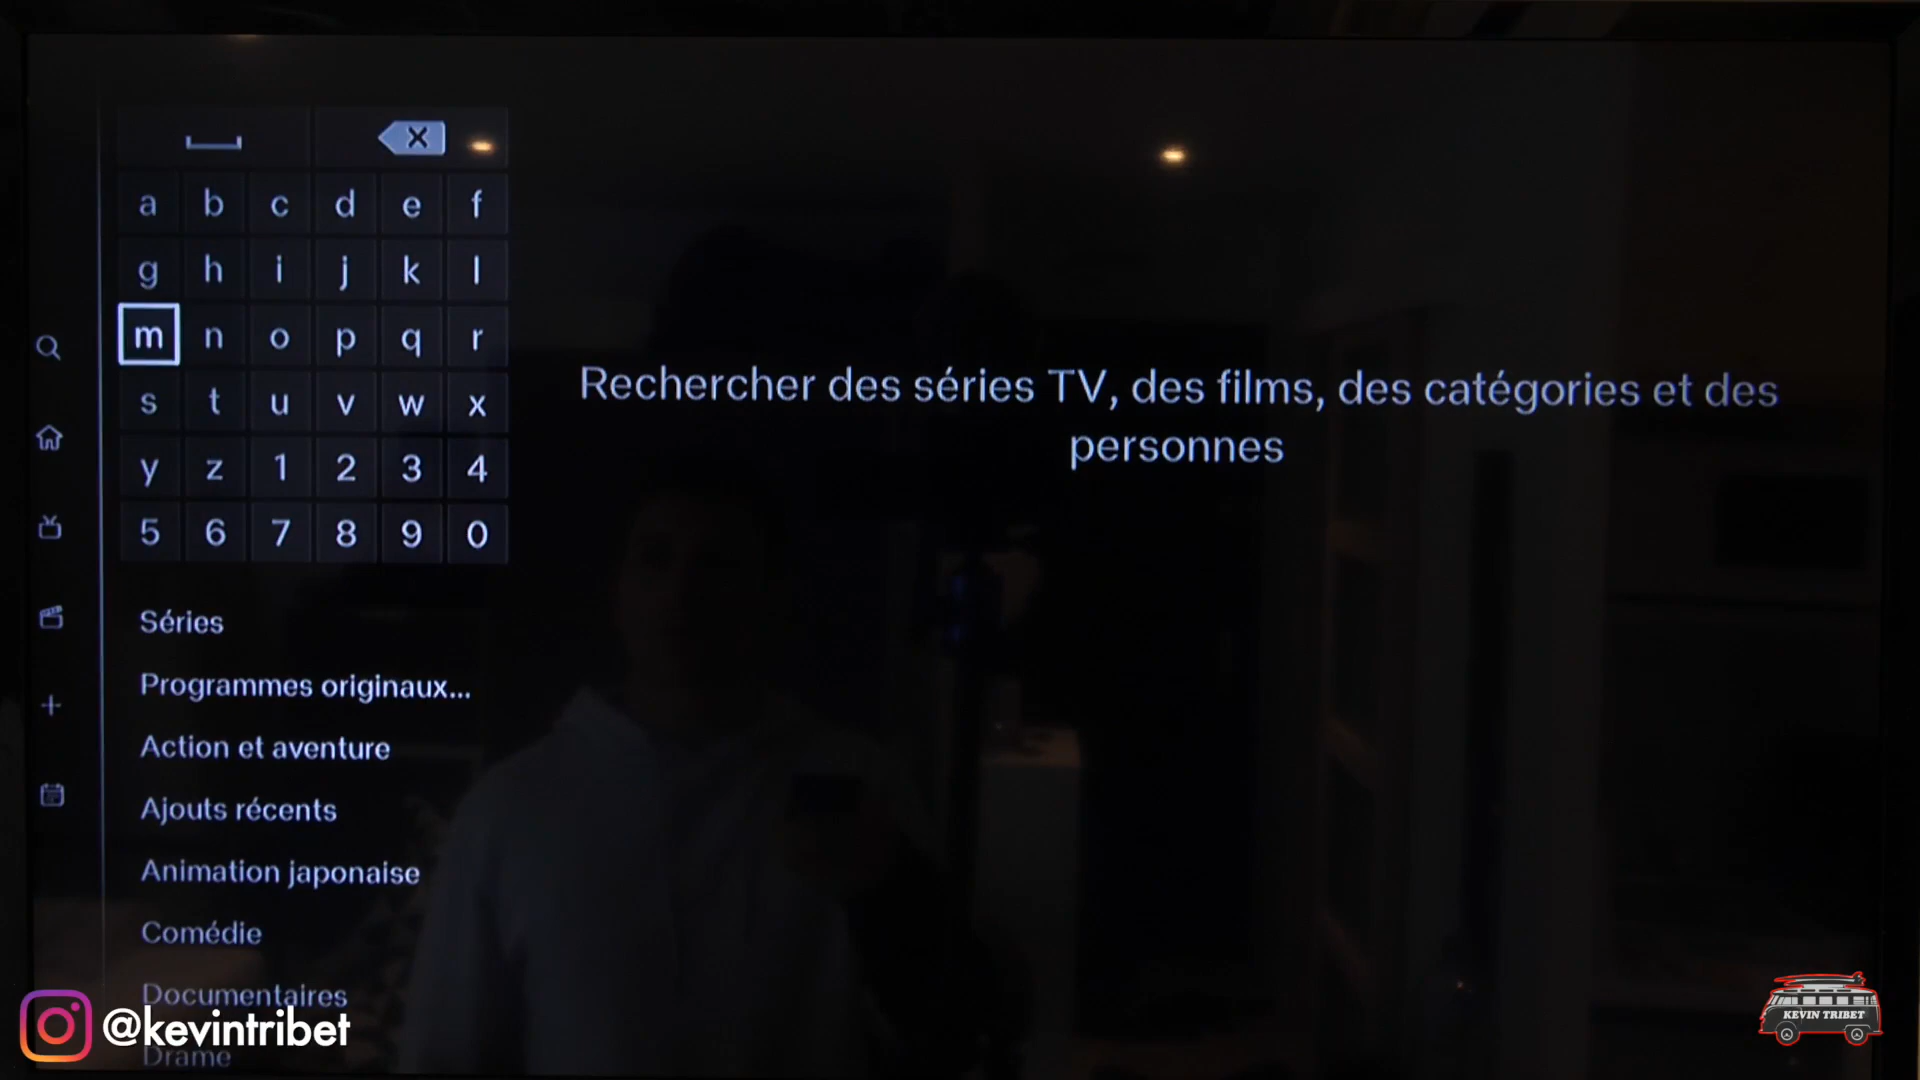 a b c d e f
g h i j k l
m n o p q r
s t u v w x
y z 1 2 3 4
5 6 7 8 9 0
Rechercher des séries TV, des films, des catégories et des
personnes
Séries
Programmes originaux...
Action et aventure
Ajouts récents
Animation japonaise
Comédie
Documentaires
Drame
@kevintribet
KEVIN TRIBET